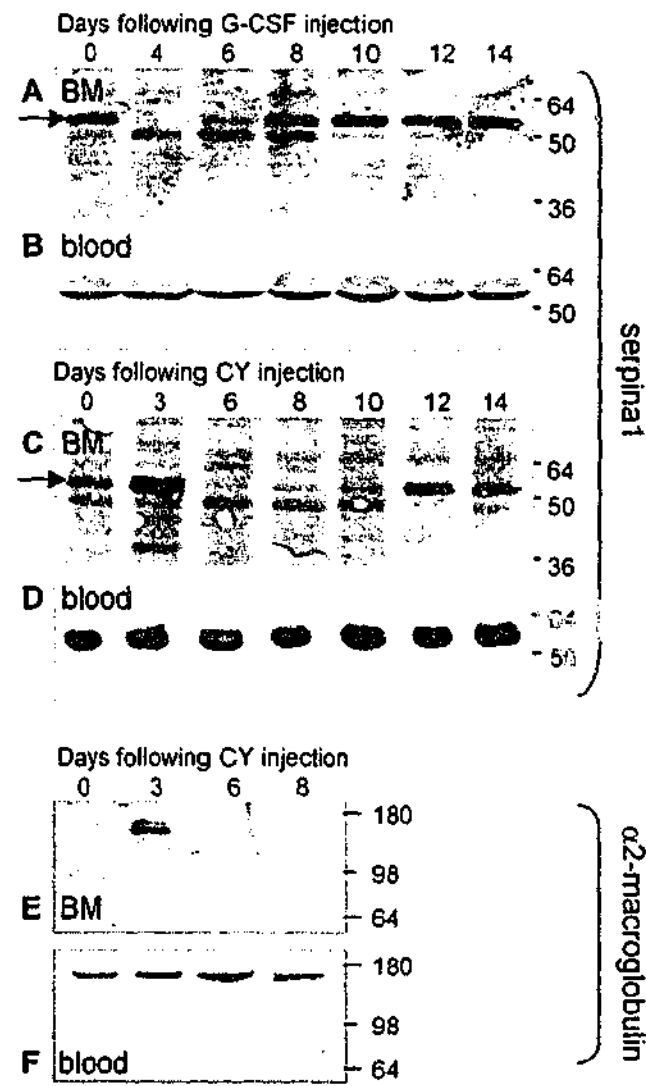 Days following G-CSF injection
0 4 6 8 10 12 14
A BM
64
50
36
B blood
64
50
Days following CY injection
0 3 6 8 10 12 14
C BM
64
50
36
D blood
64
50
serpina1
Days following CY injection
0 3 6 8
180
98
64
E BM
180
98
64
F blood
α2-macroglobulin